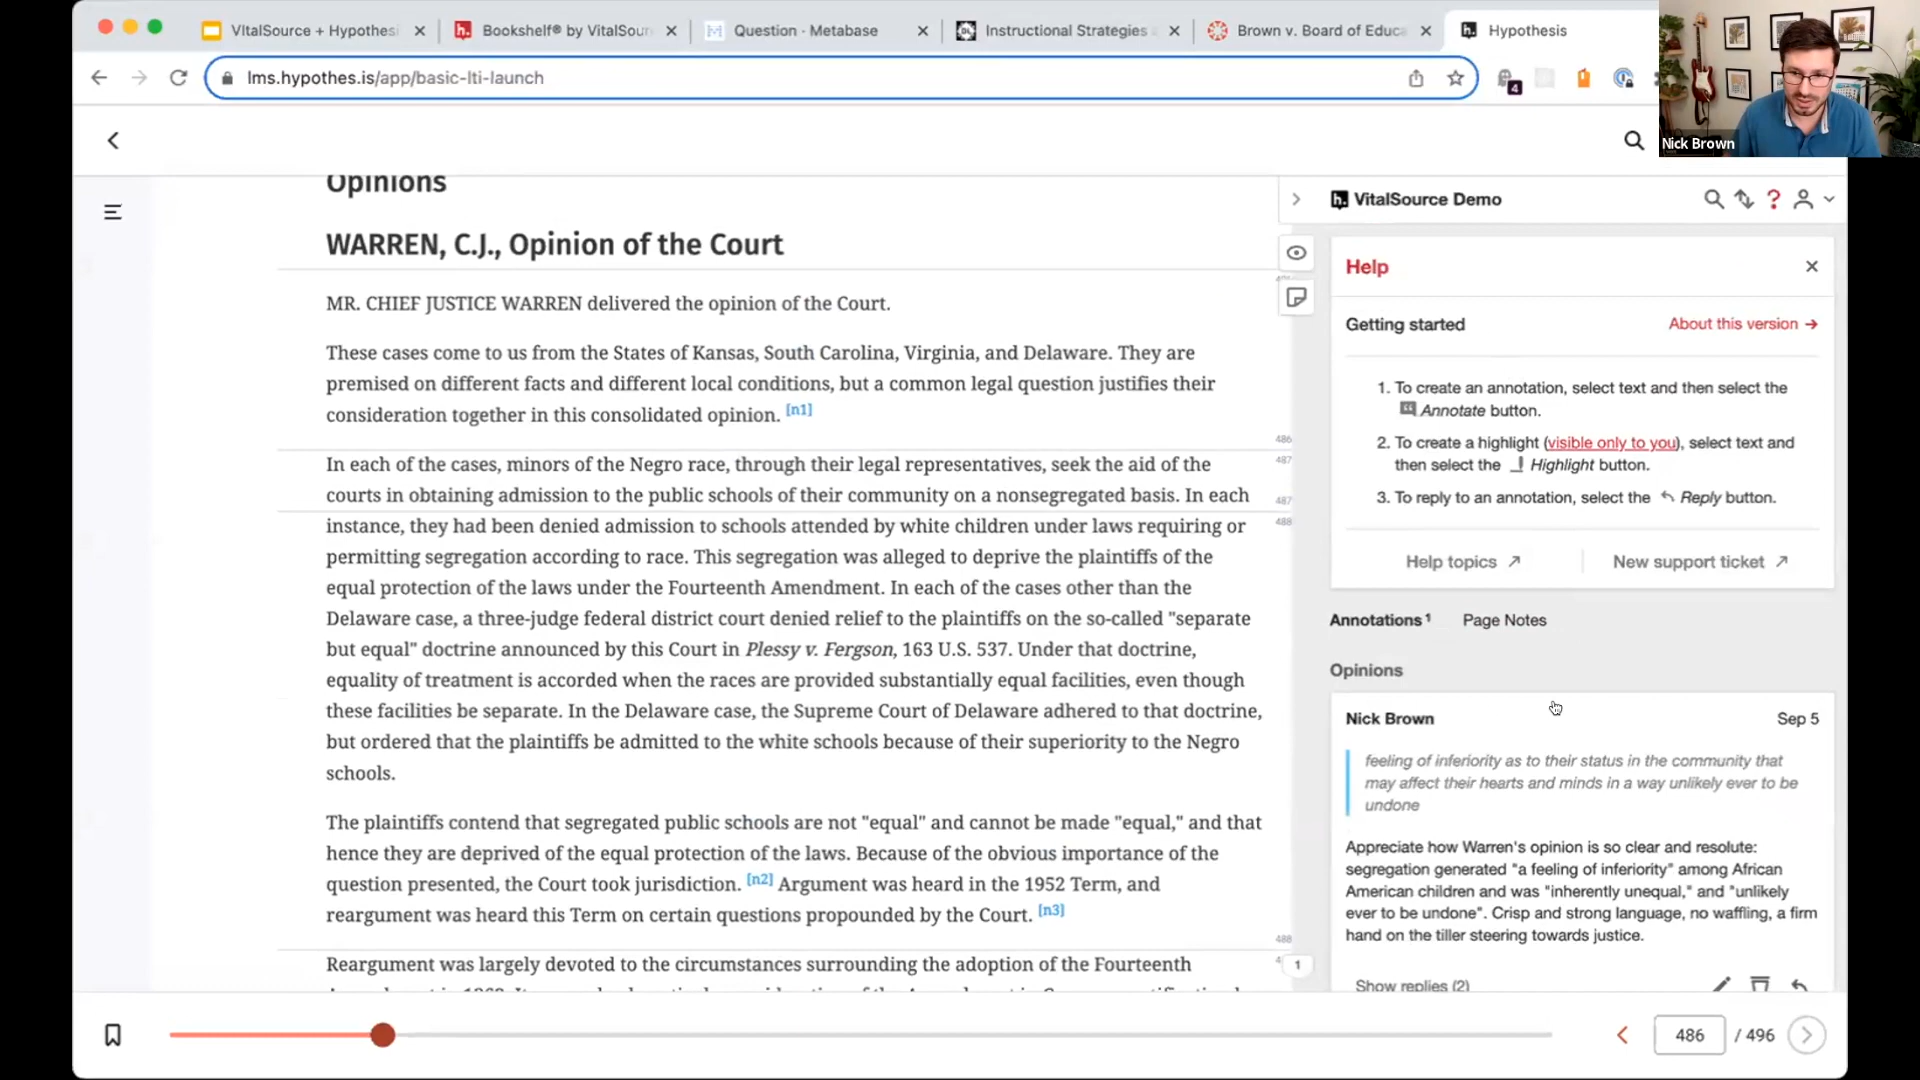 VitalSource + Hypothesi
Bookshelf® by VitalSour
Question · Metabase
Instructional Strategies
Brown v. Board of Educa
Hypothesis
lms.hypothes.is/app/basic-lti-launch
4
Nick Brown
Opinions
WARREN, C.J., Opinion of the Court
MR. CHIEF JUSTICE WARREN delivered the opinion of the Court.
These cases come to us from the States of Kansas, South Carolina, Virginia, and Delaware. They are
premised on different facts and different local conditions, but a common legal question justifies their
consideration together in this consolidated opinion. [n1]
486
487
In each of the cases, minors of the Negro race, through their legal representatives, seek the aid of the
courts in obtaining admission to the public schools of their community on a nonsegregated basis. In each
487
488
instance, they had been denied admission to schools attended by white children under laws requiring or
permitting segregation according to race. This segregation was alleged to deprive the plaintiffs of the
equal protection of the laws under the Fourteenth Amendment. In each of the cases other than the
Delaware case, a three-judge federal district court denied relief to the plaintiffs on the so-called "separate
but equal" doctrine announced by this Court in Plessy v. Fergson, 163 U.S. 537. Under that doctrine,
equality of treatment is accorded when the races are provided substantially equal facilities, even though
these facilities be separate. In the Delaware case, the Supreme Court of Delaware adhered to that doctrine,
but ordered that the plaintiffs be admitted to the white schools because of their superiority to the Negro
schools.
The plaintiffs contend that segregated public schools are not "equal" and cannot be made "equal," and that
hence they are deprived of the equal protection of the laws. Because of the obvious importance of the
question presented, the Court took jurisdiction. [n2] Argument was heard in the 1952 Term, and
reargument was heard this Term on certain questions propounded by the Court. [n3]
488
Reargument was largely devoted to the circumstances surrounding the adoption of the Fourteenth
1
VitalSource Demo
Help
Getting started
About this version →
1. To create an annotation, select text and then select the
Annotate button.
2. To create a highlight (visible only to you), select text and
then select the Highlight button.
3. To reply to an annotation, select the Reply button.
Help topics
New support ticket
Annotations 1
Page Notes
Opinions
Nick Brown
Sep 5
feeling of inferiority as to their status in the community that
may affect their hearts and minds in a way unlikely ever to be
undone
Appreciate how Warren's opinion is so clear and resolute:
segregation generated "a feeling of inferiority" among African
American children and was "inherently unequal," and "unlikely
ever to be undone". Crisp and strong language, no waffling, a firm
hand on the tiller steering towards justice.
Show replies (2)
486 / 496